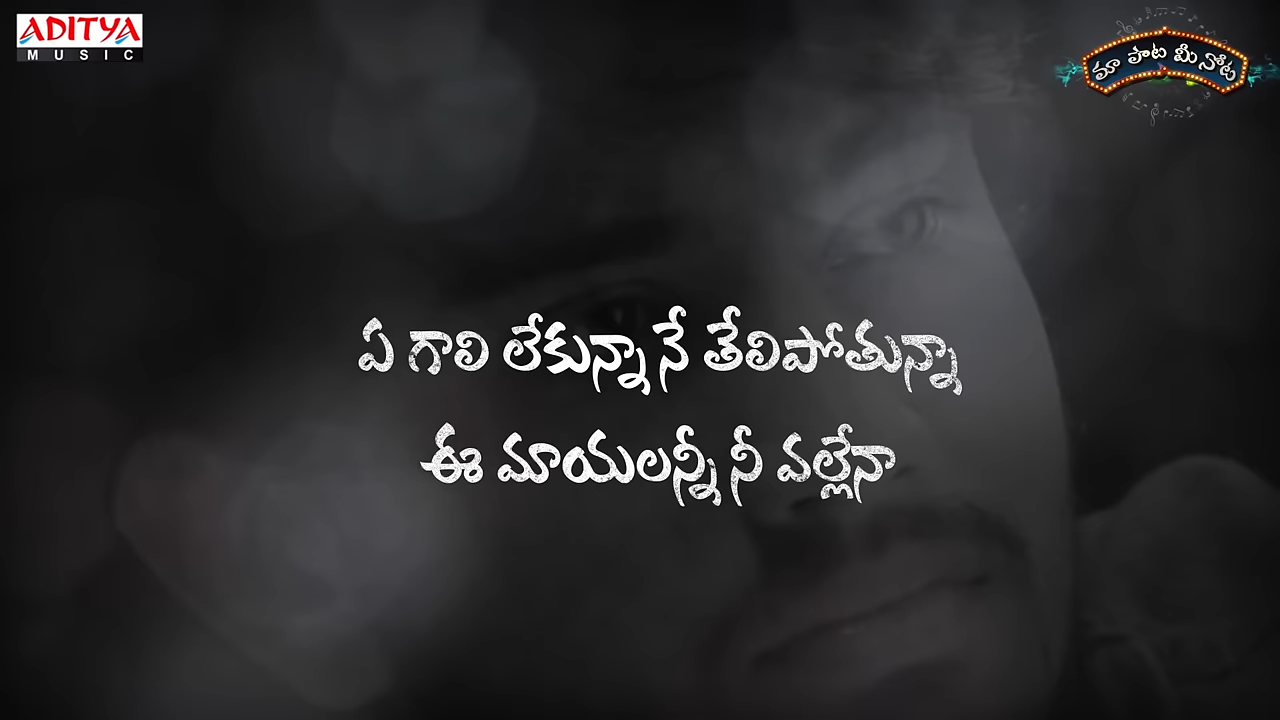 ADITYA
MUSIC
మా పాట మీ నోట
ఏ గాలి లేకున్నా నే తేలిపోతున్నా
ఈ మాయలన్నీ నీ వల్లేనా